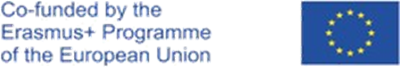 Co-funded by the
Erasmus+ Programme
of the European Union